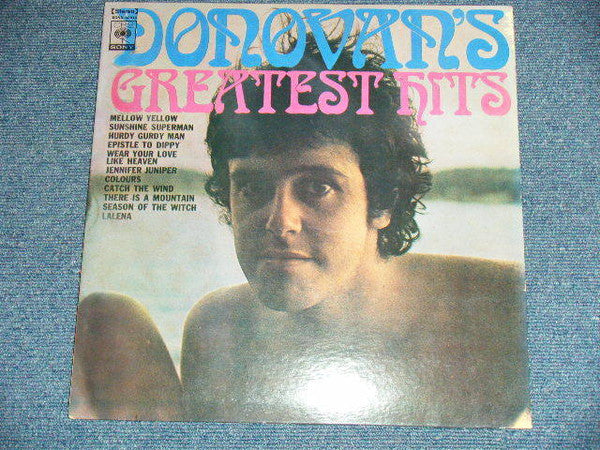 Stereo
SONY
DONOVAN'S
GREATEST HITS
MELLOW YELLOW
SUNSHINE SUPERMAN
HURDY GURDY MAN
EPISTLE TO DIPPY
WEAR YOUR LOVE
LIKE HEAVEN
JENNIFER JUNIPER
COLOURS
CATCH THE WIND
THERE IS A MOUNTAIN
SEASON OF THE WITCH
LALENA